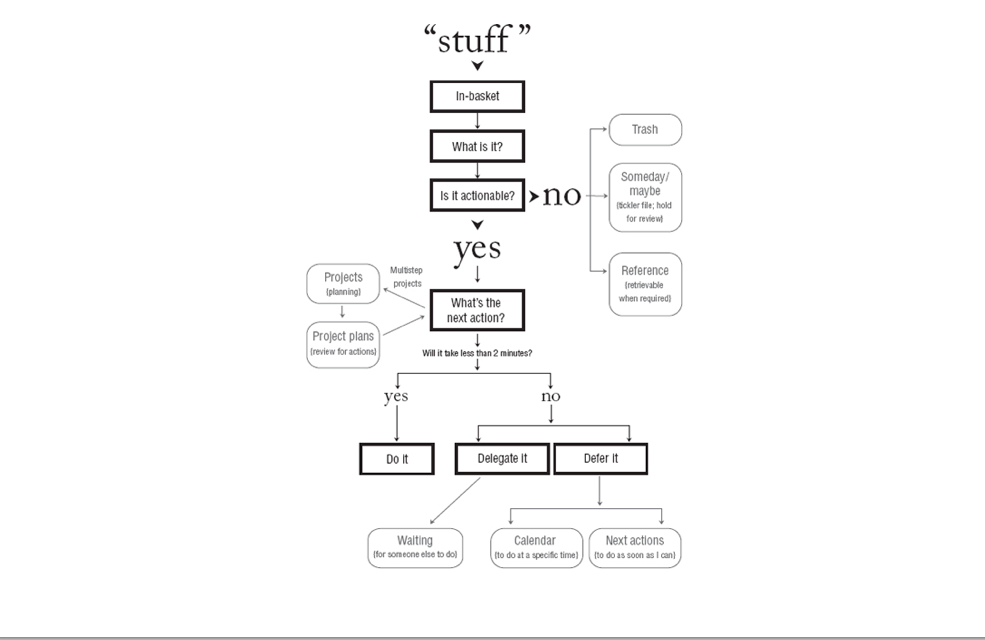 “stuff”
In-basket
What is it?
Is it actionable?
no
Trash
Someday/
maybe
(tickler file; hold
for review)
Reference
(retrievable
when required)
yes
Multistep
projects
Projects
(planning)
Project plans
(review for actions)
What's the
next action?
Will it take less than 2 minutes?
yes
no
Do it
Delegate it
Defer it
Waiting
(for someone else to do)
Calendar
(to do at a specific time)
Next actions
(to do as soon as I can)